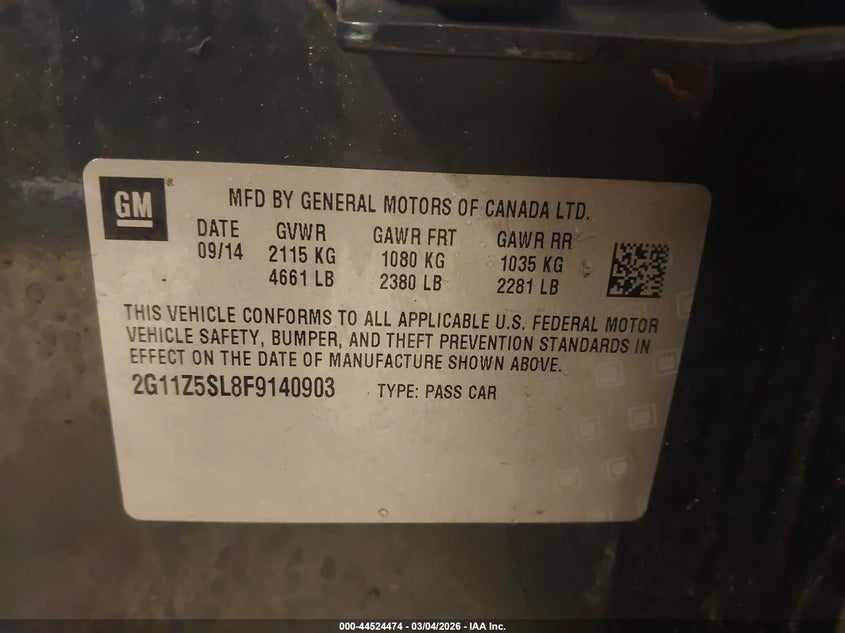 GM
MFD BY GENERAL MOTORS OF CANADA LTD.
DATE GVWR GAWR FRT GAWR RR
09/14 2115 KG 1080 KG 1035 KG
4661 LB 2380 LB 2281 LB
THIS VEHICLE CONFORMS TO ALL APPLICABLE U.S. FEDERAL MOTOR
VEHICLE SAFETY, BUMPER, AND THEFT PREVENTION STANDARDS IN
EFFECT ON THE DATE OF MANUFACTURE SHOWN ABOVE.
2G11Z5SL8F9140903 TYPE: PASS CAR
000-44524474 - 03/04/2026 - IAA Inc.